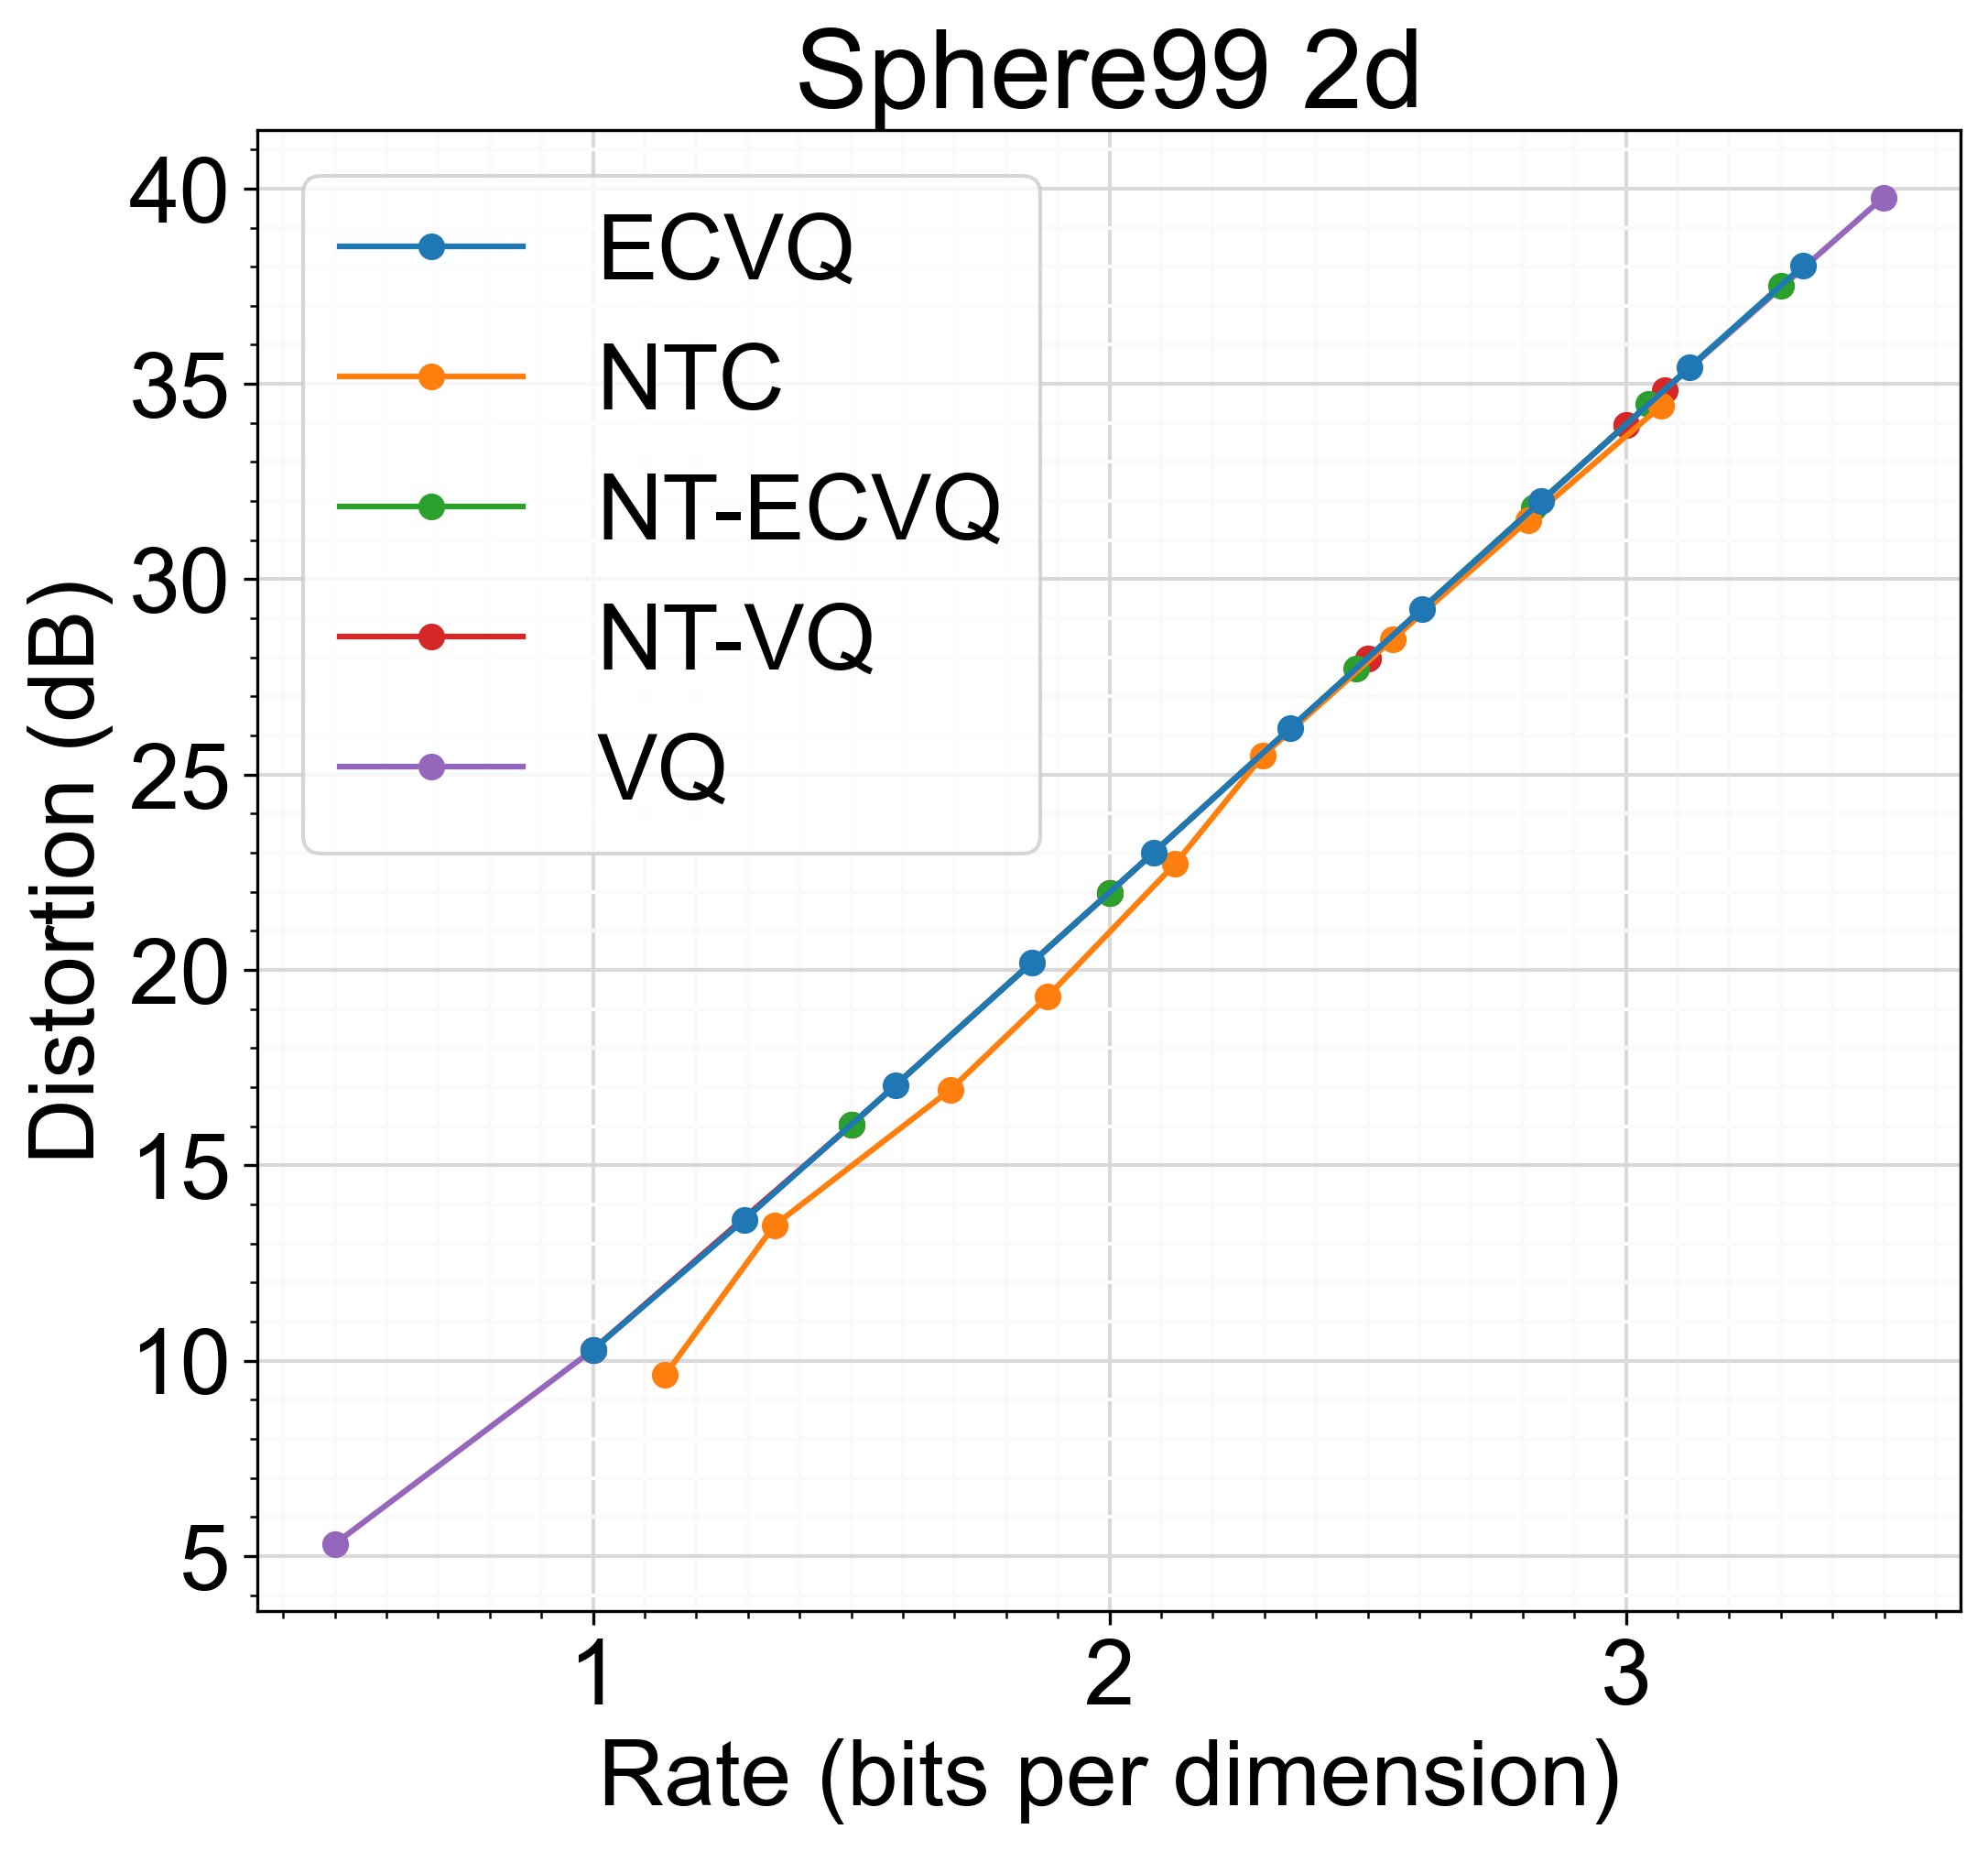 Sphere99 2d
40
35
30
25
20
15
10
5
Distortion (dB)
ECVQ
NTC
NT-ECVQ
NT-VQ
VQ
1 2 3
Rate (bits per dimension)